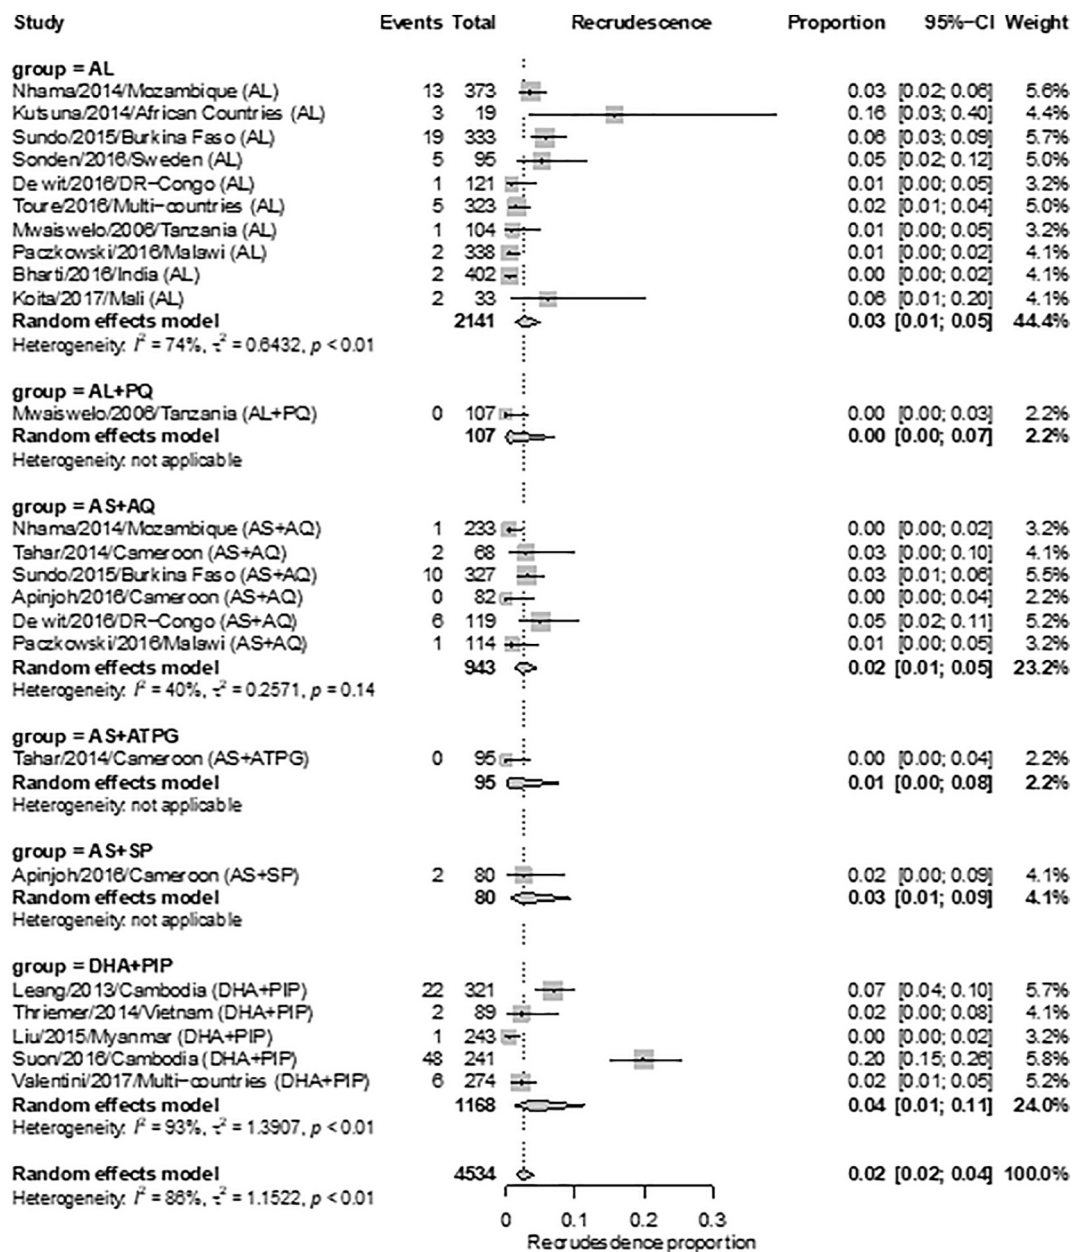 Study Events Total Recrudescence Proportion 95%−CI Weight
group = AL
Nhama/2014/Mozambique (AL) 13 373 0.03 [0.02; 0.06] 5.6%
Kutsuna/2014/African Countries (AL) 3 19 0.16 [0.03; 0.40] 4.4%
Sundo/2015/Burkina Faso (AL) 19 333 0.06 [0.03; 0.09] 5.7%
Sonden/2016/Sweden (AL) 5 95 0.05 [0.02; 0.12] 5.0%
De wit/2016/DR−Congo (AL) 1 121 0.01 [0.00; 0.05] 3.2%
Toure/2016/Multi−countries (AL) 5 323 0.02 [0.01; 0.04] 5.0%
Mwaiswelo/2006/Tanzania (AL) 1 104 0.01 [0.00; 0.05] 3.2%
Paczkowski/2016/Malawi (AL) 2 338 0.01 [0.00; 0.02] 4.1%
Bharti/2016/India (AL) 2 402 0.00 [0.00; 0.02] 4.1%
Koita/2017/Mali (AL) 2 33 0.06 [0.01; 0.20] 4.1%
Random effects model 2141 0.03 [0.01; 0.05] 44.4%
Heterogeneity: I² = 74%, τ² = 0.6432, p < 0.01
group = AL+PQ
Mwaiswelo/2006/Tanzania (AL+PQ) 0 107 0.00 [0.00; 0.03] 2.2%
Random effects model 107 0.00 [0.00; 0.07] 2.2%
Heterogeneity: not applicable
group = AS+AQ
Nhama/2014/Mozambique (AS+AQ) 1 233 0.00 [0.00; 0.02] 3.2%
Tahar/2014/Cameroon (AS+AQ) 2 68 0.03 [0.00; 0.10] 4.1%
Sundo/2015/Burkina Faso (AS+AQ) 10 327 0.03 [0.01; 0.06] 5.5%
Apinjoh/2016/Cameroon (AS+AQ) 0 82 0.00 [0.00; 0.04] 2.2%
De wit/2016/DR−Congo (AS+AQ) 6 119 0.05 [0.02; 0.11] 5.2%
Paczkowski/2016/Malawi (AS+AQ) 1 114 0.01 [0.00; 0.05] 3.2%
Random effects model 943 0.02 [0.01; 0.05] 23.2%
Heterogeneity: I² = 40%, τ² = 0.2571, p = 0.14
group = AS+ATPG
Tahar/2014/Cameroon (AS+ATPG) 0 95 0.00 [0.00; 0.04] 2.2%
Random effects model 95 0.01 [0.00; 0.08] 2.2%
Heterogeneity: not applicable
group = AS+SP
Apinjoh/2016/Cameroon (AS+SP) 2 80 0.02 [0.00; 0.09] 4.1%
Random effects model 80 0.03 [0.01; 0.09] 4.1%
Heterogeneity: not applicable
group = DHA+PIP
Leang/2013/Cambodia (DHA+PIP) 22 321 0.07 [0.04; 0.10] 5.7%
Thriemer/2014/Vietnam (DHA+PIP) 2 89 0.02 [0.00; 0.08] 4.1%
Liu/2015/Myanmar (DHA+PIP) 1 243 0.00 [0.00; 0.02] 3.2%
Suon/2016/Cambodia (DHA+PIP) 48 241 0.20 [0.15; 0.26] 5.8%
Valentini/2017/Multi−countries (DHA+PIP) 6 274 0.02 [0.01; 0.05] 5.2%
Random effects model 1168 0.04 [0.01; 0.11] 24.0%
Heterogeneity: I² = 93%, τ² = 1.3907, p < 0.01
Random effects model 4534 0.02 [0.02; 0.04] 100.0%
Heterogeneity: I² = 86%, τ² = 1.1522, p < 0.01
0 0.1 0.2 0.3
Recrudesdence proportion